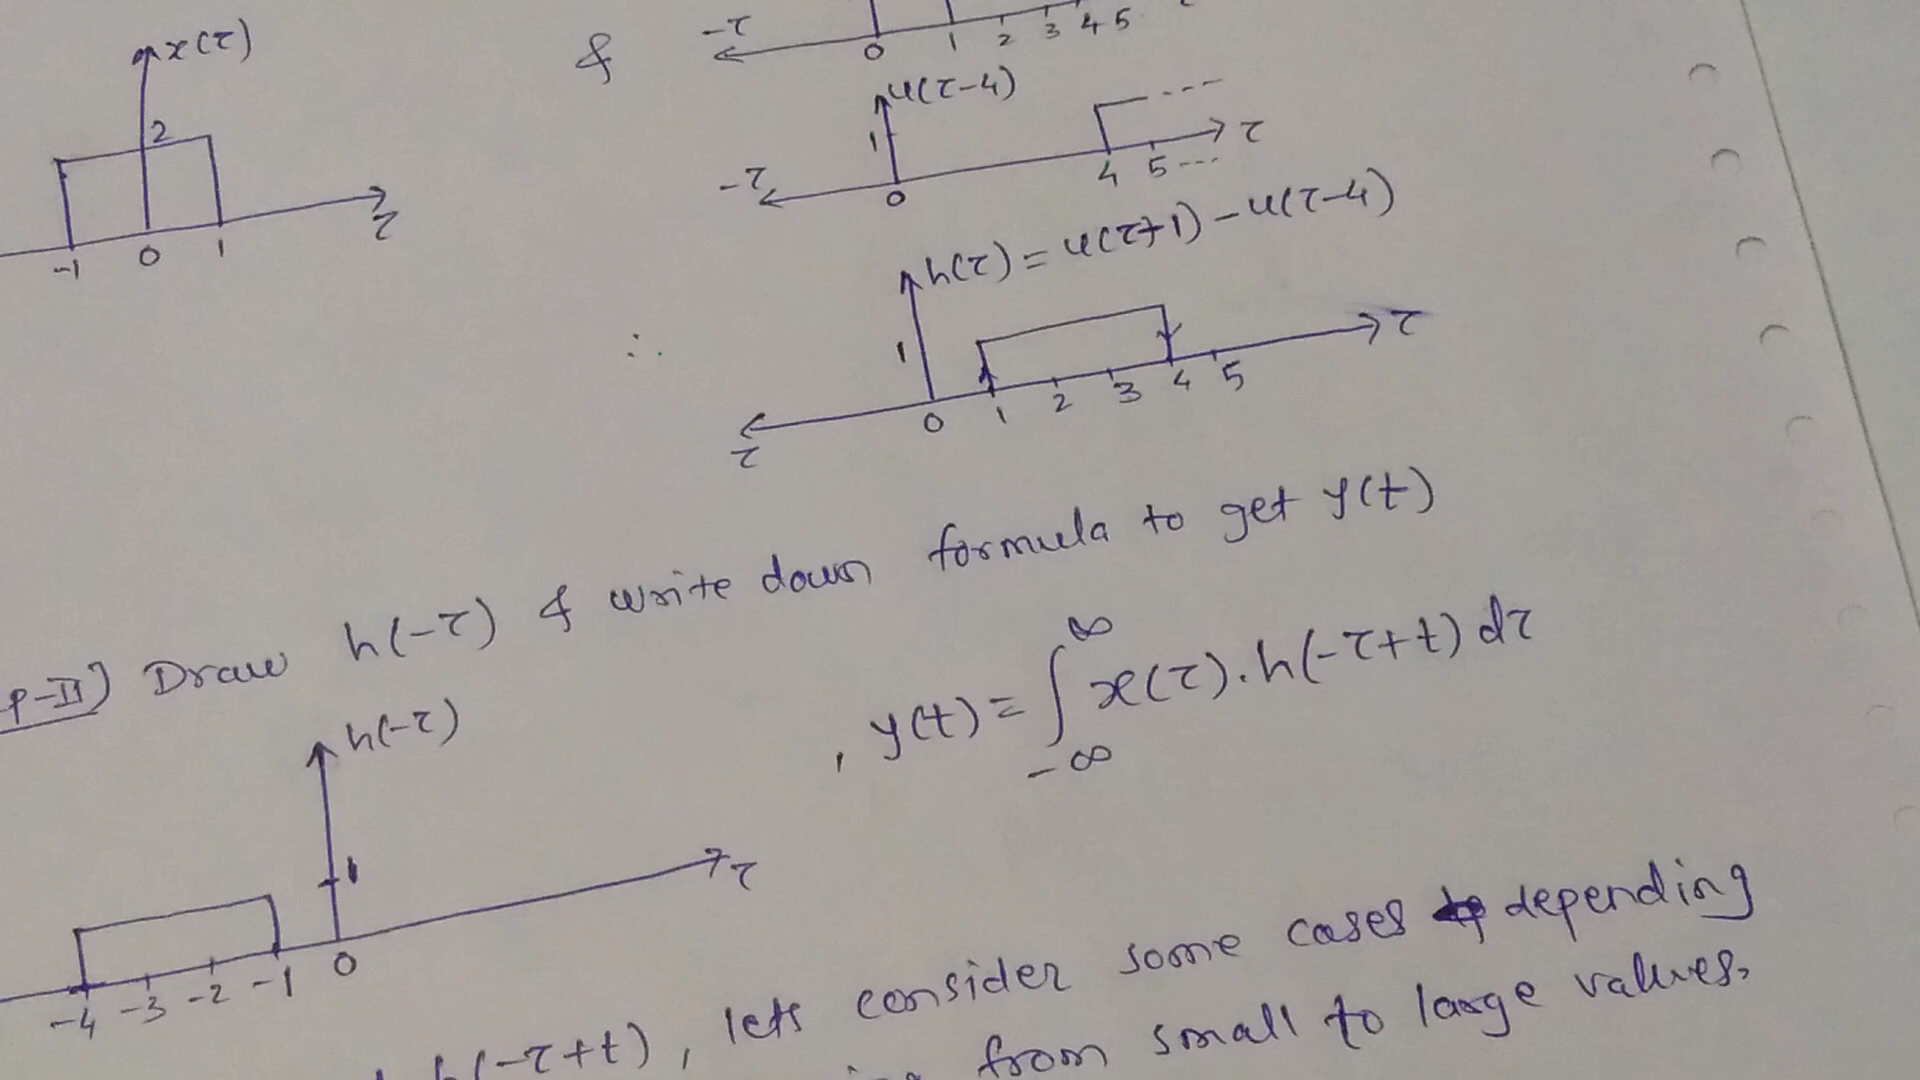 x(τ)
2
-1 0 1 τ
&
-τ 0 1 2 3 4 5
u(τ-4)
1
-τ 0 4 5 --- τ
h(τ) = u(τ+1) - u(τ-4)
∴
1
τ 0 1 2 3 4 5 τ
p-II) Draw h(-τ) & write down formula to get y(t)
h(-τ)
, y(t) = ∫_{-∞}^{∞} x(τ).h(-τ+t) dτ
1
-4 -3 -2 -1 0 τ
h(-τ+t), lets consider some cases depending
from small to large values.